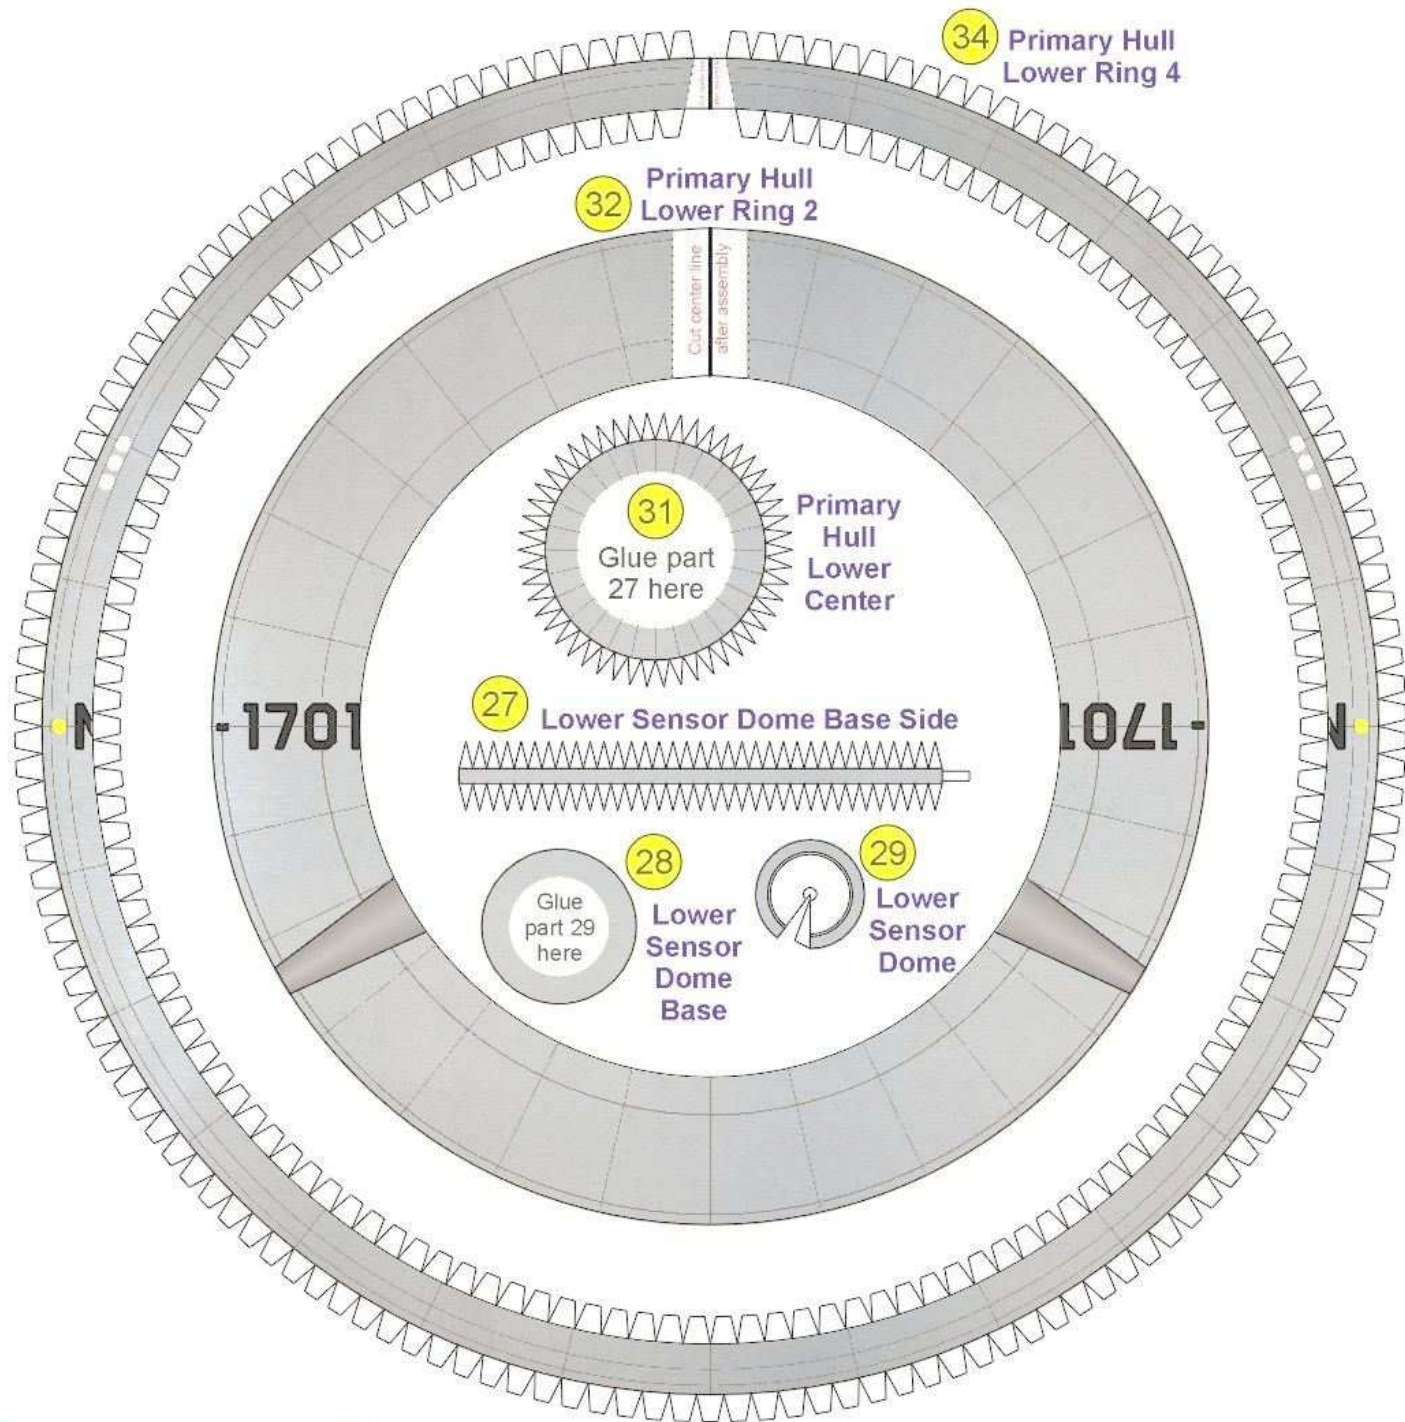 34
Primary Hull
Lower Ring 4
32
Primary Hull
Lower Ring 2
Cut center line
after assembly
31
Glue part
27 here
Primary
Hull
Lower
Center
N
- 1701
1701 -
N
27
Lower Sensor Dome Base Side
28
Glue
part 29
here
Lower
Sensor
Dome
Base
29
Lower
Sensor
Dome